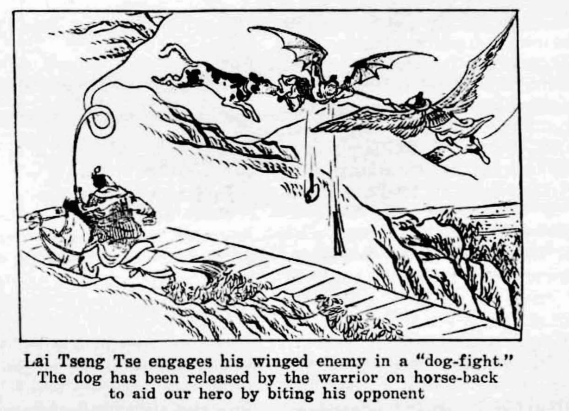 Lai Tseng Tse engages his winged enemy in a "dog-fight."
The dog has been released by the warrior on horse-back
to aid our hero by biting his opponent